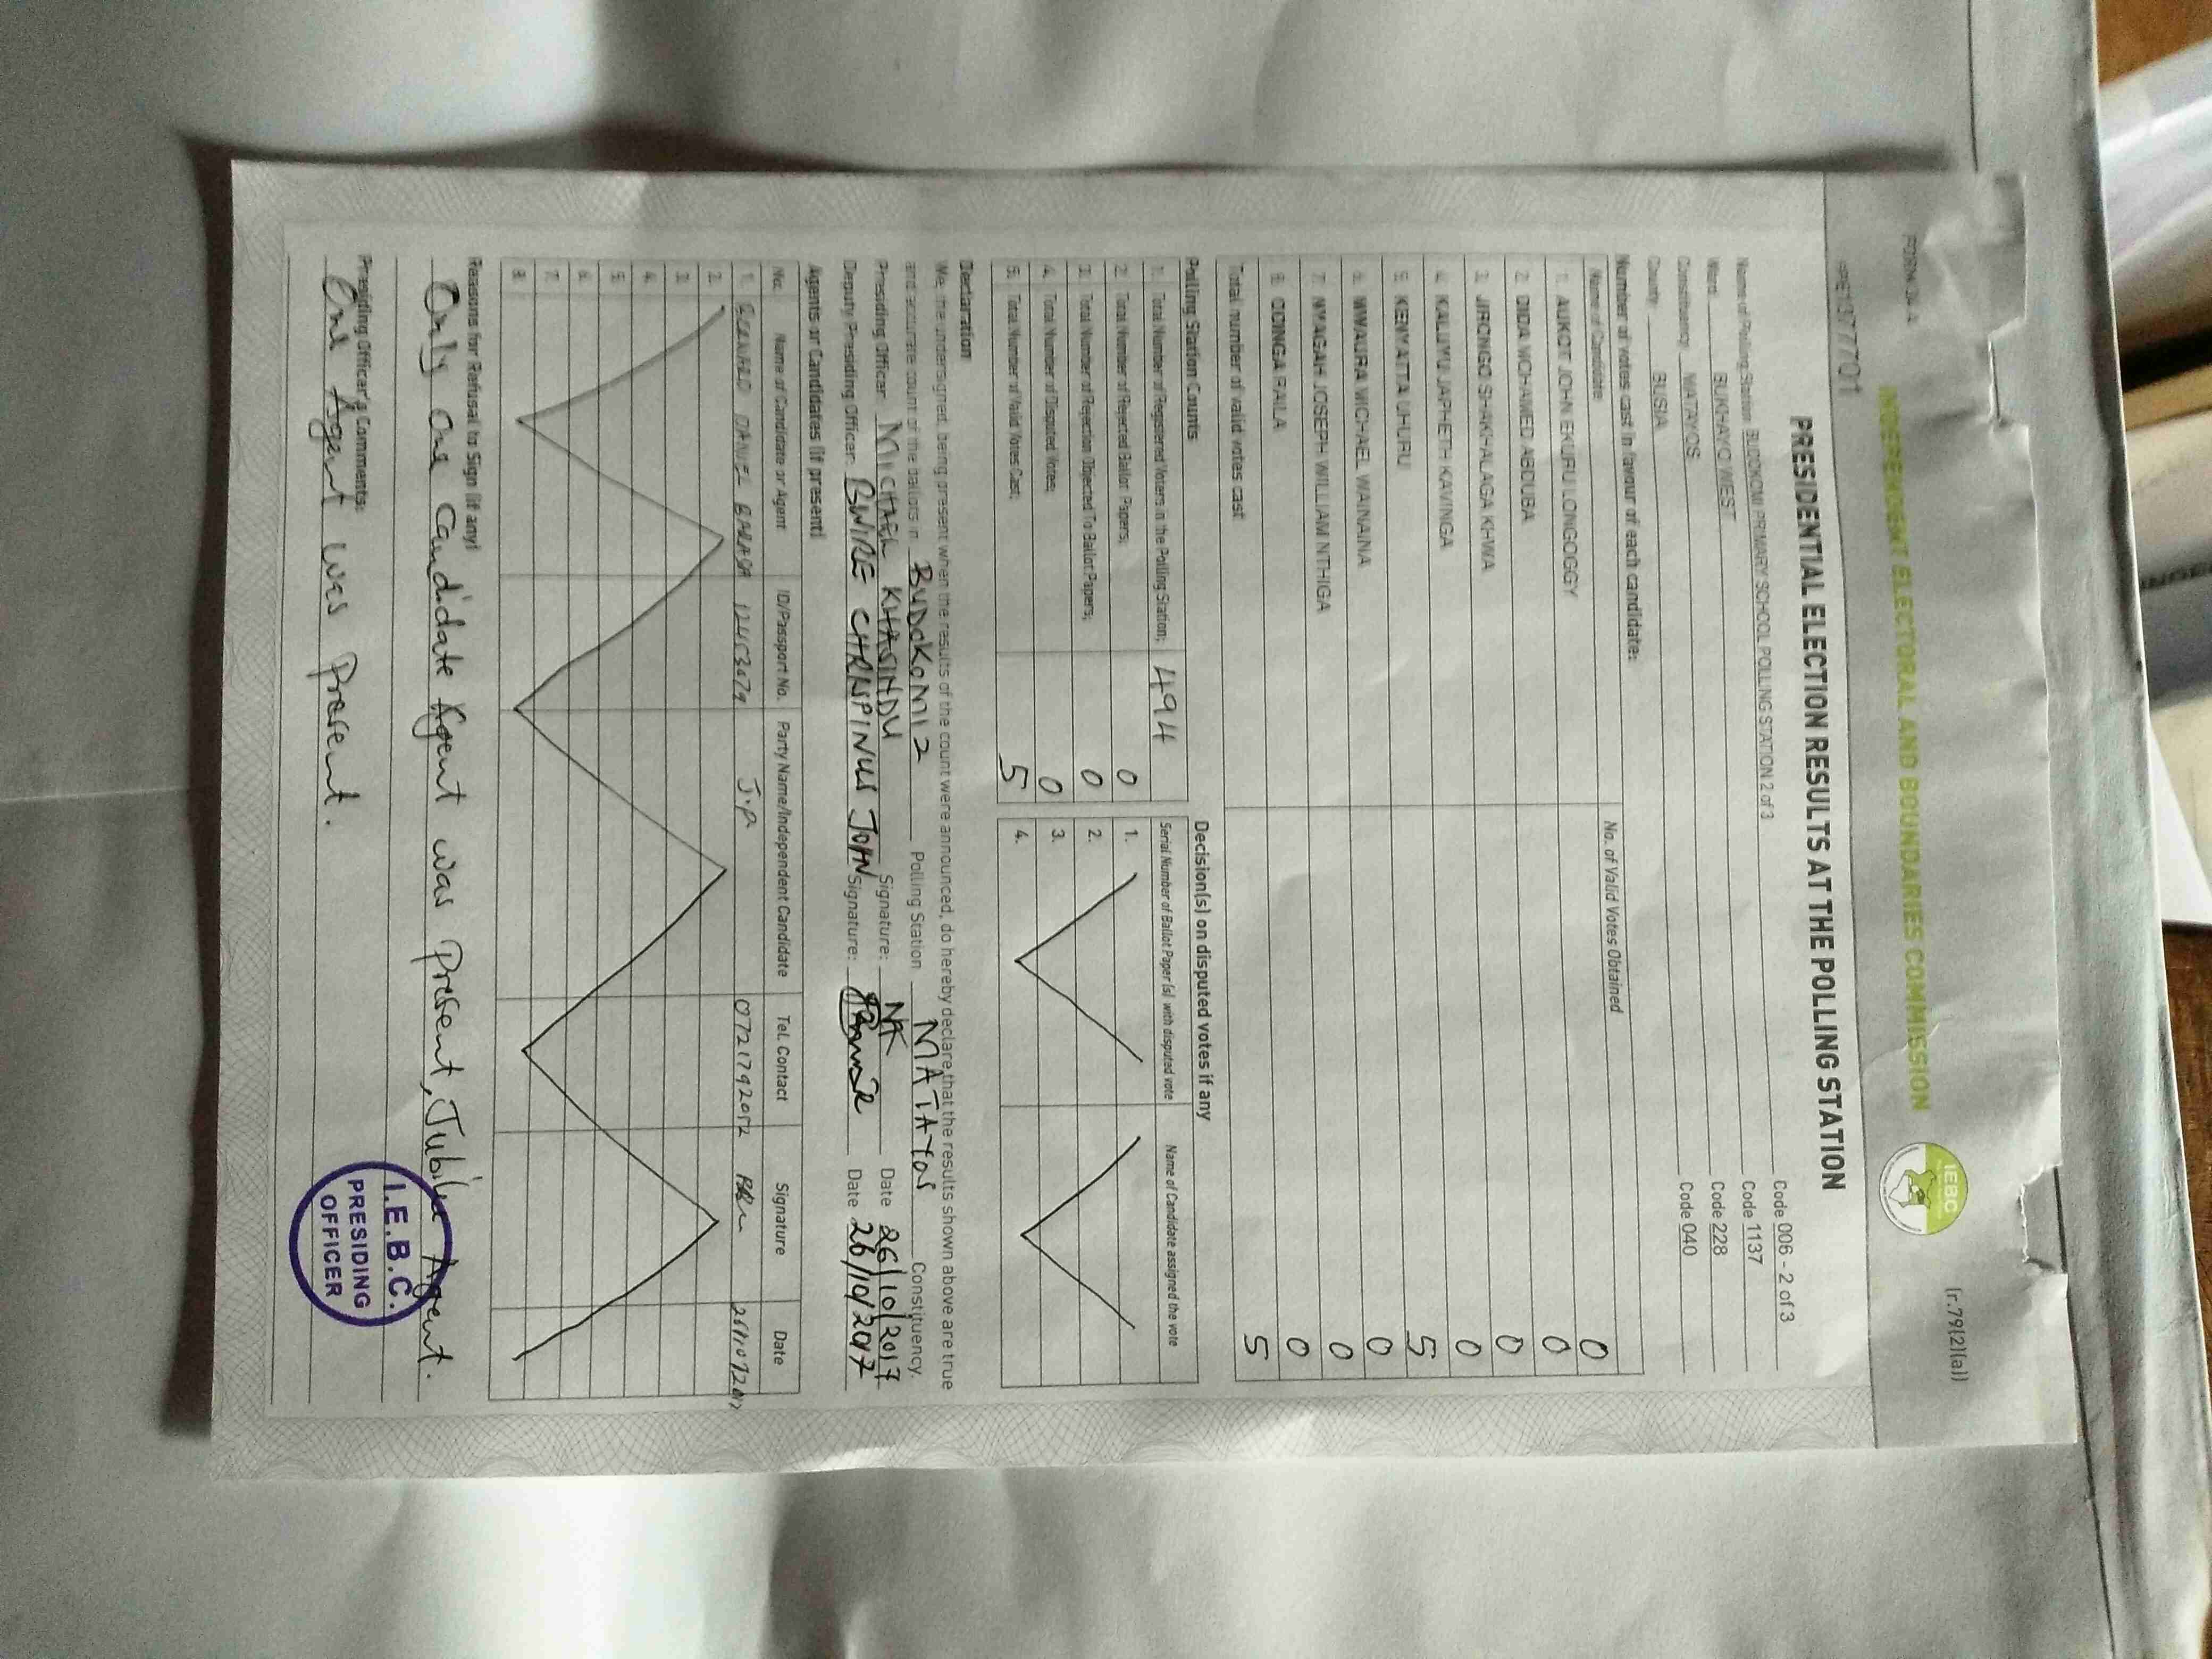 FORM 34 A
(r.79(2)(a))
INDEPENDENT ELECTORAL AND BOUNDARIES COMMISSION
IEBC
PRESIDENTIAL ELECTION RESULTS AT THE POLLING STATION
Name of Polling Station BUDOKOMI PRIMARY SCHOOL POLLING STATION 2 of 3 Code 006 - 2 of 3
Ward BUKHAYO WEST Code 1137
Constituency MATAYOS Code 228
County BUSIA Code 040
Number of votes cast in favour of each candidate:
Name of Candidate No. of Valid Votes Obtained
1. AUKOT JOHN EKURU LONGOGGY 0
2. DIDA MOHAMED ABDUBA 0
3. JIRONGO SHAKHALAGA KHWA 0
4. KALUYU JAPHETH KAVINGA 0
5. KENYATTA UHURU 5
6. MWAURA MICHAEL WAINAINA 0
7. NYAGAH JOSEPH WILLIAM NTHIGA 0
8. ODINGA RAILA 0
Total number of valid votes cast 5
Polling Station Counts
1. Total Number of Registered Voters in the Polling Station; 494
2. Total Number of Rejected Ballot Papers; 0
3. Total Number of Rejection Objected To Ballot Papers; 0
4. Total Number of Disputed Votes; 0
5. Total Number of Valid Votes Cast; 5
Decision(s) on disputed votes if any
Serial Number of Ballot Paper (s) with disputed vote Name of Candidate assigned the vote
1.
2.
3.
4.
Declaration
We, the undersigned, being present when the results of the count were announced, do hereby declare that the results shown above are true
and accurate count of the ballots in BUDOKOMI 2 Polling Station MATAYOS Constituency.
Presiding Officer MICHAEL KHASINDU Signature: Date 26/10/2017
Deputy Presiding Officer: BWIRE CHRISPINUS JOHN Signature: Date 26/10/2017
Agents or Candidates (if present)
No. Name of Candidate or Agent ID/Passport No. Party Name/Independent Candidate Tel. Contact Signature Date
1. DANIEL BARASA J.P 26/10/2017
2.
3.
4.
5.
6.
7.
8.
Reasons for Refusal to Sign (if any)
Only one Candidate Agent was present, Jubilee Agent.
Presiding Officer's Comments:
One Agent was Present.
I.E.B.C.
PRESIDING
OFFICER